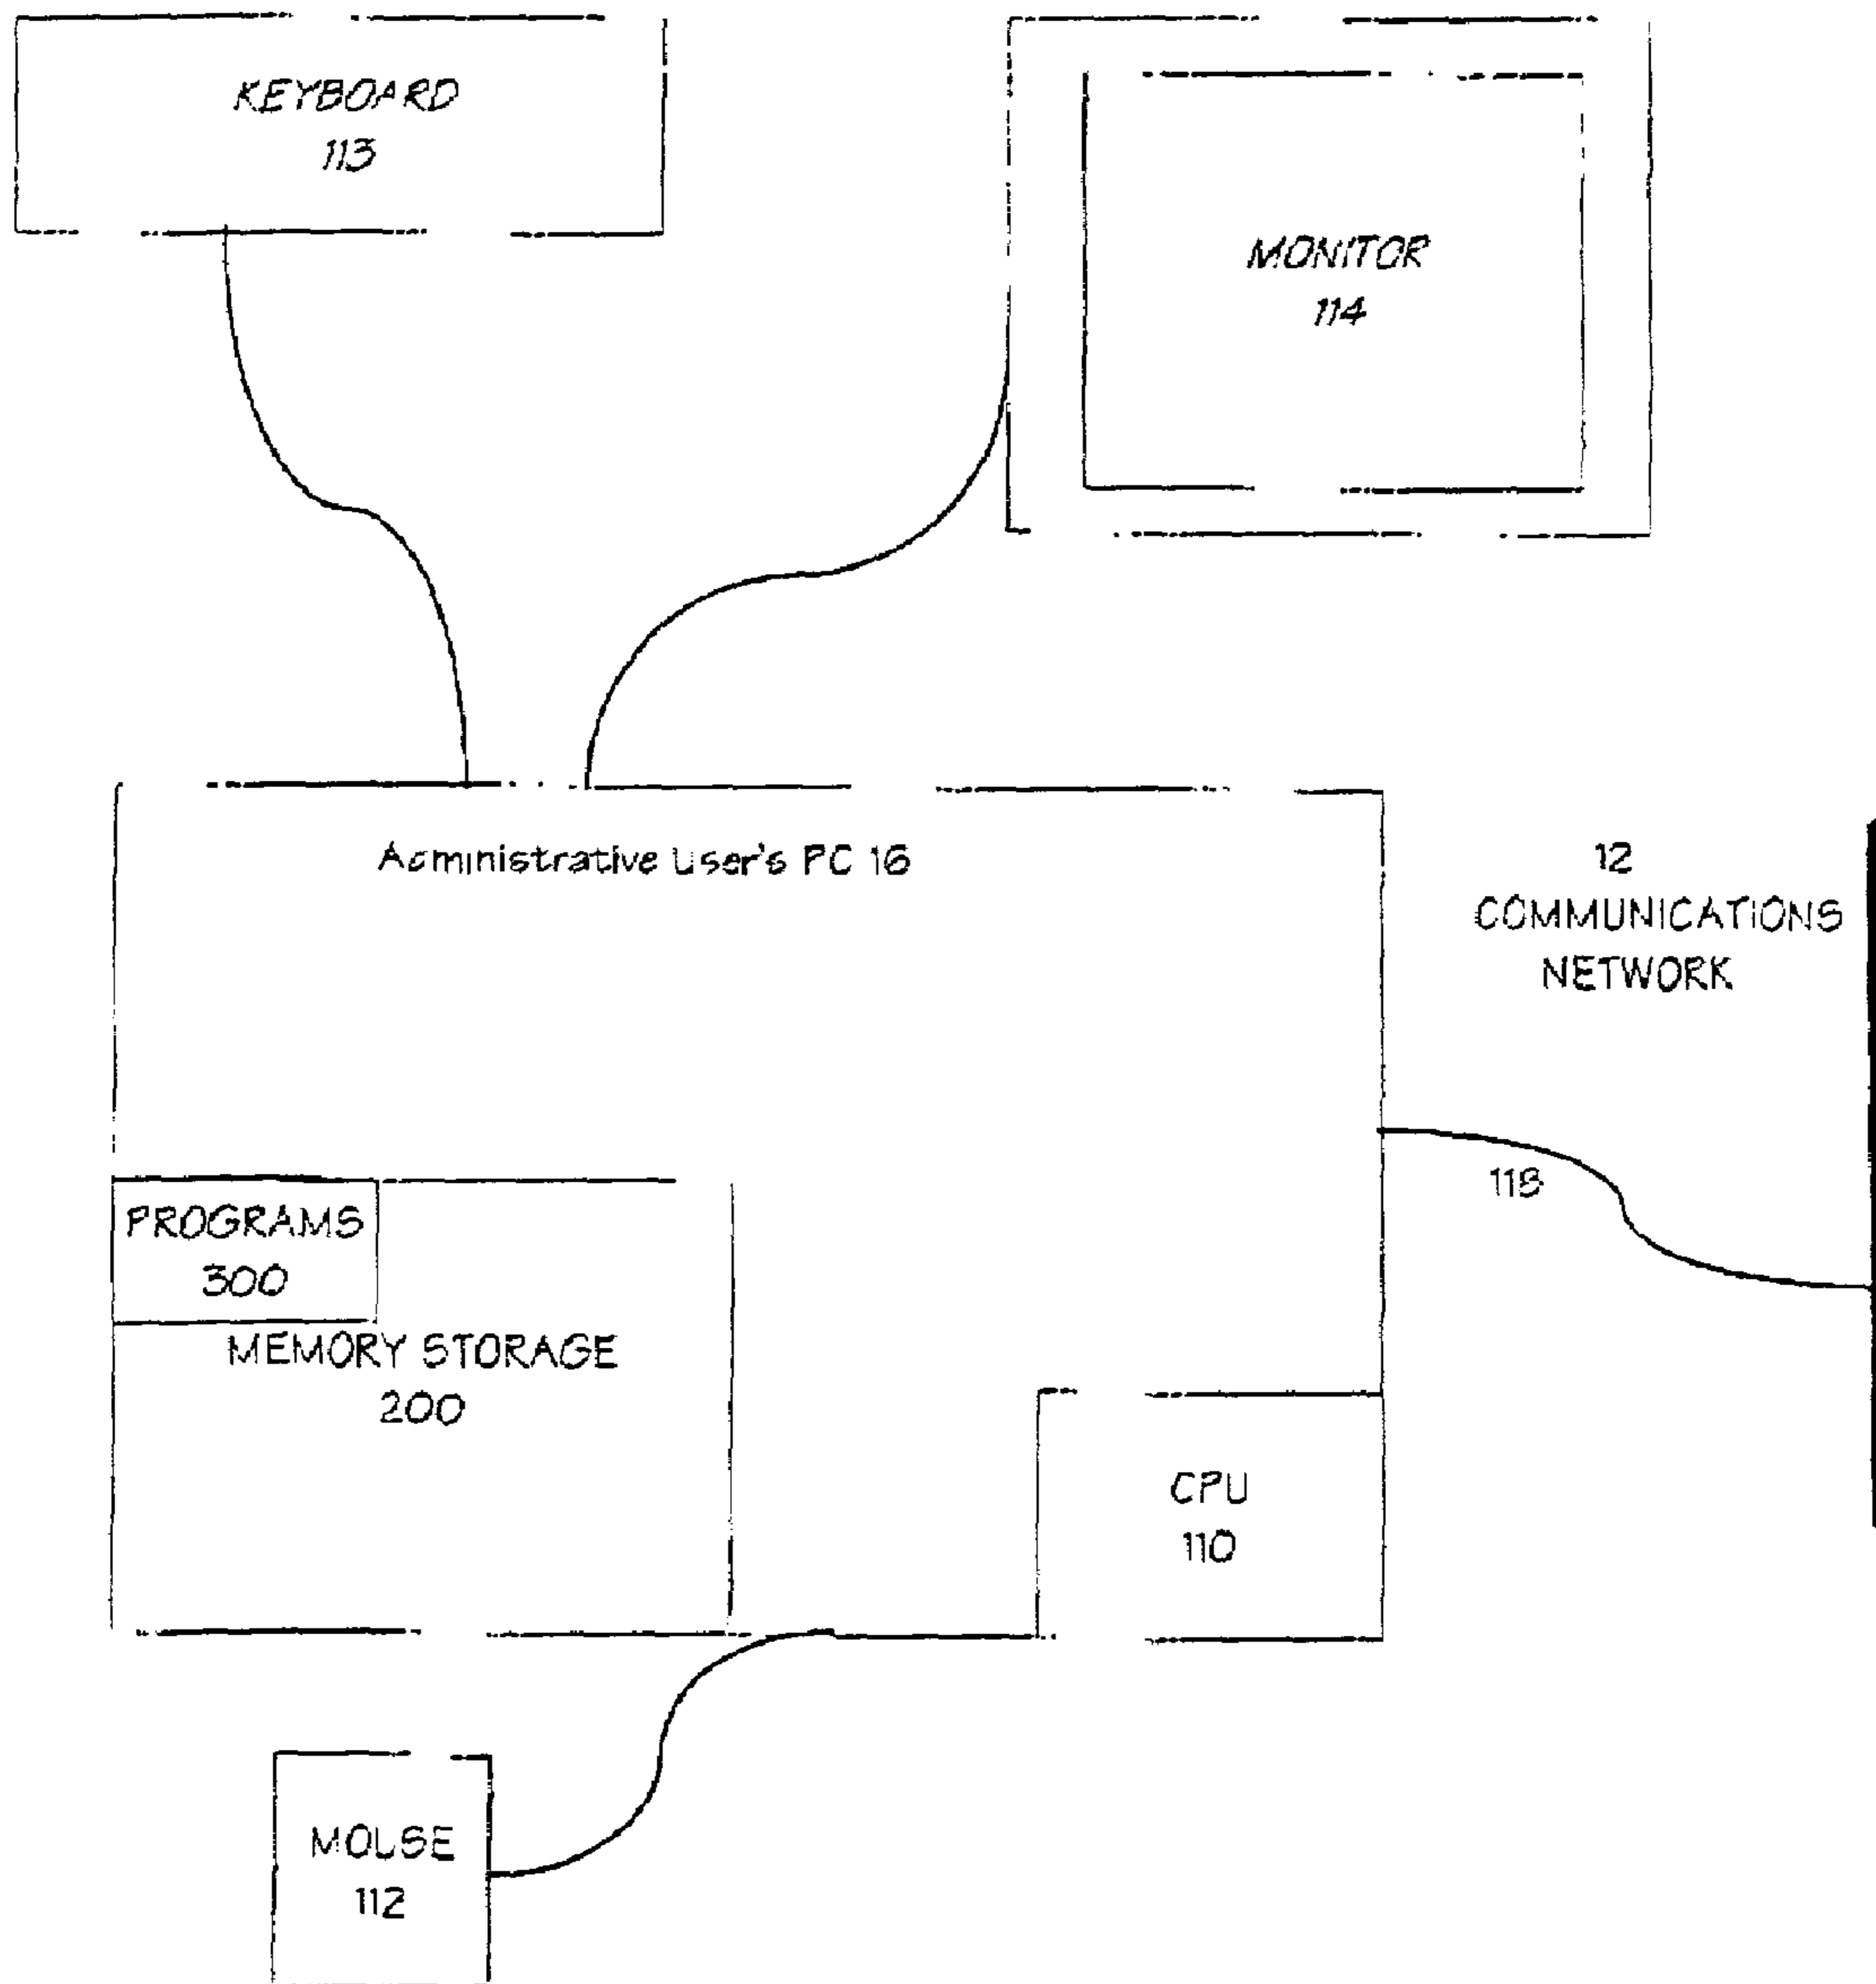 KEYBOARD
113
MONITOR
114
Administrative User's PC 16
12
COMMUNICATIONS
NETWORK
118
PROGRAMS
300
MEMORY STORAGE
200
CPU
110
MOUSE
112